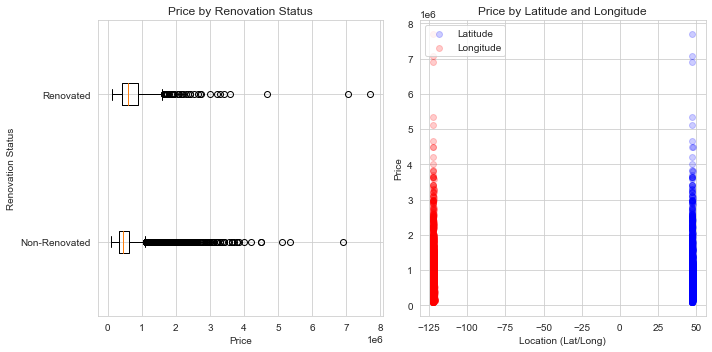 Price by Renovation Status
Renovation Status
Renovated
Non-Renovated
0 1 2 3 4 5 6 7 8
1e6
Price
Price by Latitude and Longitude
1e6
Latitude
Longitude
Price
8
7
6
5
4
3
2
1
0
−125 −100 −75 −50 −25 0 25 50
Location (Lat/Long)